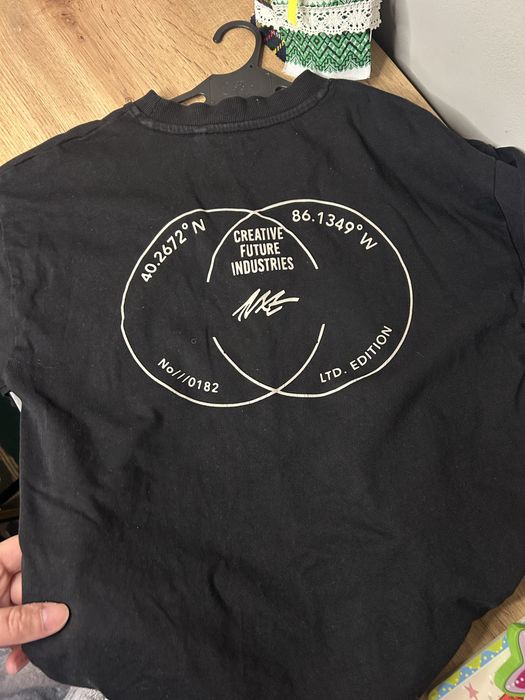 40.2672° N
86.1349° W
CREATIVE
FUTURE
INDUSTRIES
No///0182
LTD. EDITION